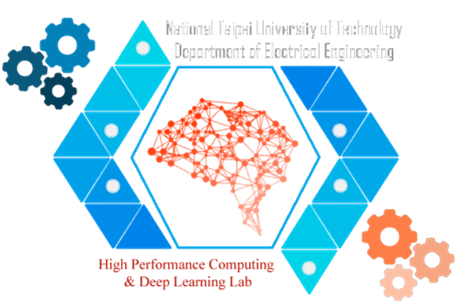 National Taipei University of Technology
Department of Electrical Engineering
High Performance Computing
& Deep Learning Lab